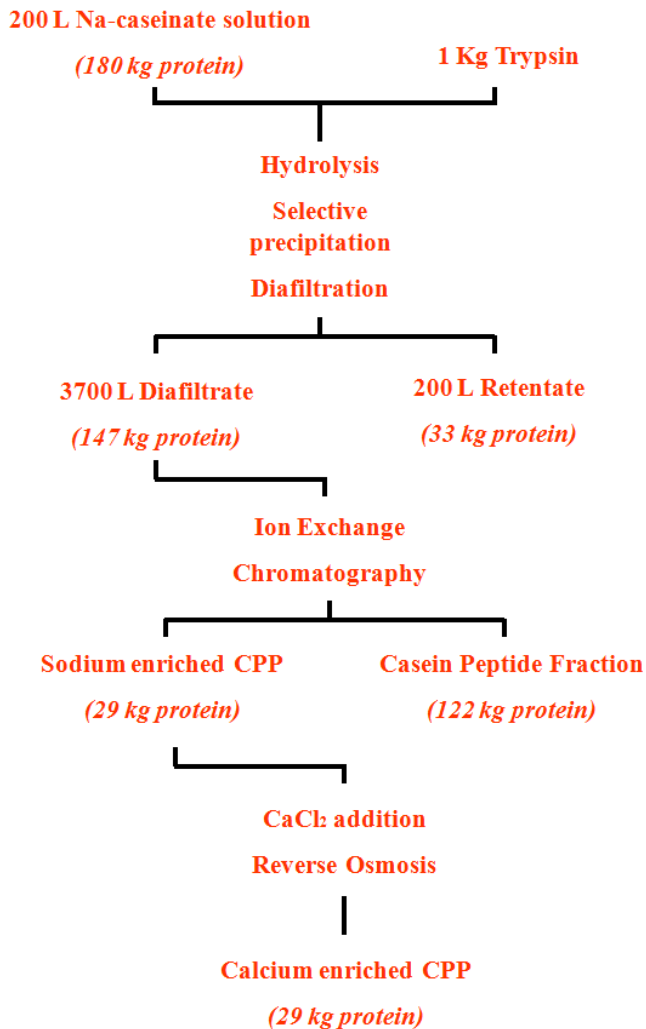 200 L Na-caseinate solution
(180 kg protein)
1 Kg Trypsin
Hydrolysis
Selective
precipitation
Diafiltration
3700 L Diafiltrate
(147 kg protein)
200 L Retentate
(33 kg protein)
Ion Exchange
Chromatography
Sodium enriched CPP
(29 kg protein)
Casein Peptide Fraction
(122 kg protein)
CaCl₂ addition
Reverse Osmosis
Calcium enriched CPP
(29 kg protein)